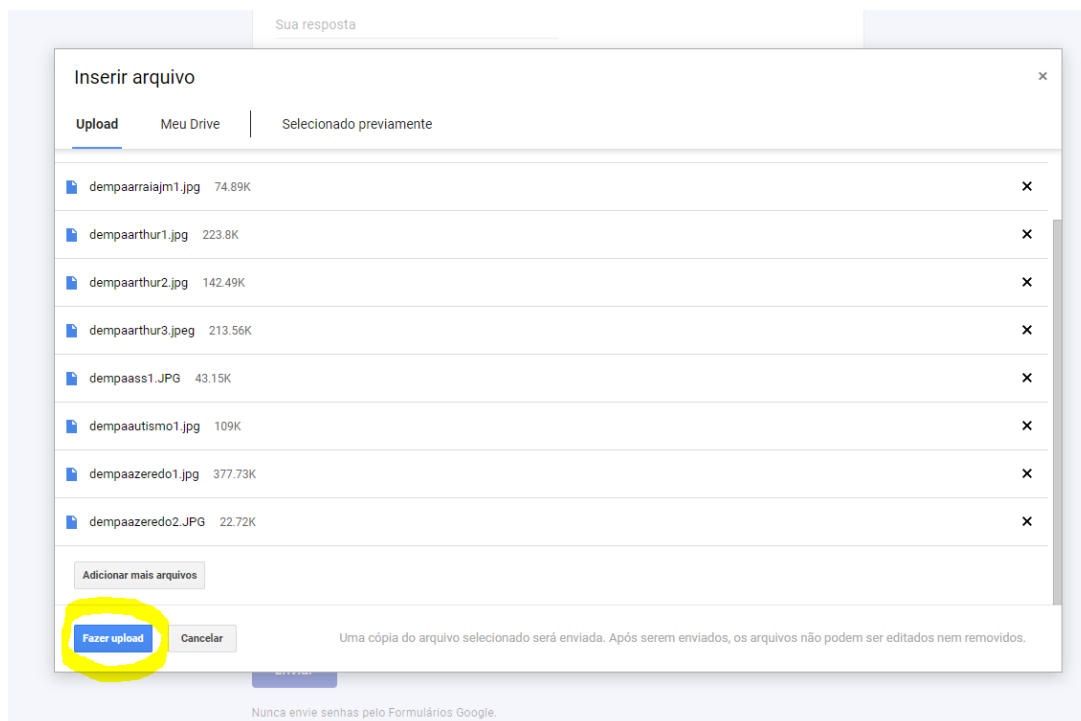 Sua resposta
Inserir arquivo
×
Upload Meu Drive Selecionado previamente
dempaarraiajm1.jpg 74.89K
dempaarthur1.jpg 223.8K
dempaarthur2.jpg 142.49K
dempaarthur3.jpeg 213.56K
dempaass1.JPG 43.15K
dempaautismo1.jpg 109K
dempaazeredo1.jpg 377.73K
dempaazeredo2.JPG 22.72K
Adicionar mais arquivos
Fazer upload Cancelar Uma cópia do arquivo selecionado será enviada. Após serem enviados, os arquivos não podem ser editados nem removidos.
Enviar
Nunca envie senhas pelo Formulários Google.